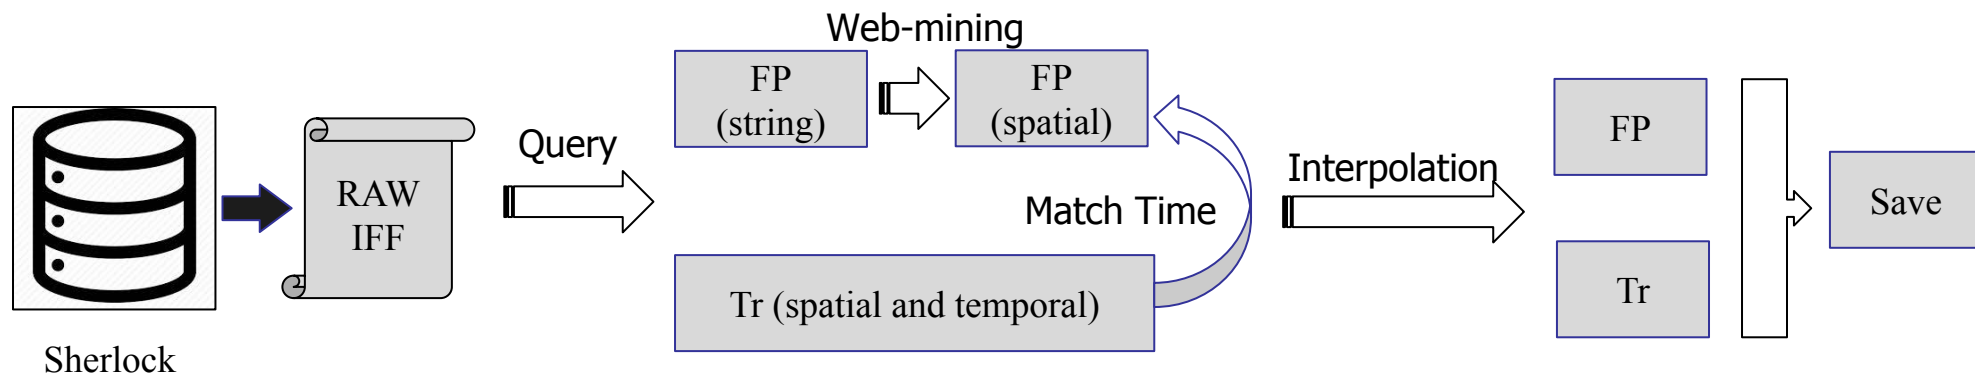 Sherlock
RAW
IFF
Query
Web-mining
FP
(string)
FP
(spatial)
Match Time
Tr (spatial and temporal)
Interpolation
FP
Tr
Save